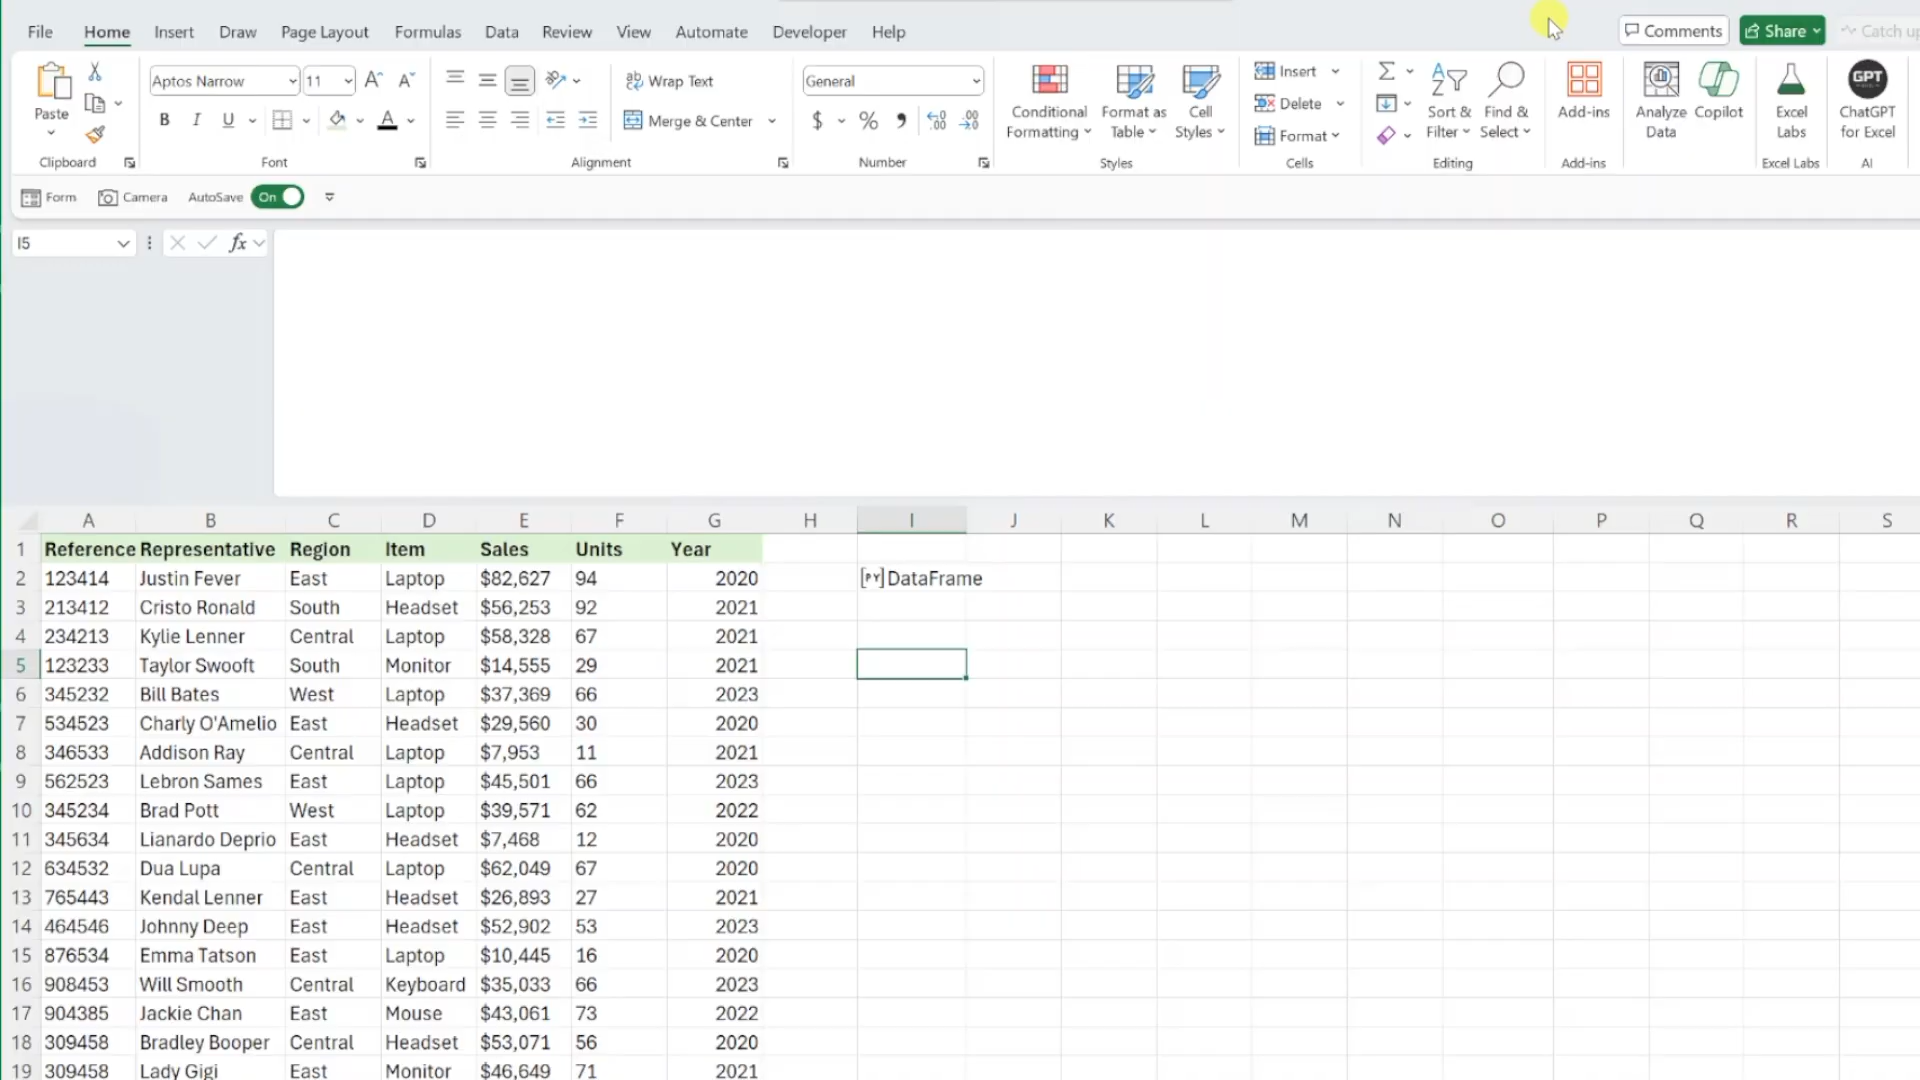 File Home Insert Draw Page Layout Formulas Data Review View Automate Developer Help Comments Share Catch up
Paste
Clipboard
Aptos Narrow 11 A A
B I U A
Font
Wrap Text
Merge & Center
Alignment
General
$ % ,
Number
Conditional Formatting
Format as Table
Cell Styles
Styles
Insert
Delete
Format
Cells
Sort & Filter
Find & Select
Editing
Add-ins
Add-ins
Analyze Data
Copilot
Excel Labs
Excel Labs
GPT
ChatGPT for Excel
AI
Form Camera AutoSave On
I5 fx
A B C D E F G H I J K L M N O P Q R S
1 Reference Representative Region Item Sales Units Year
2 123414 Justin Fever East Laptop $82,627 94 2020 [PY] DataFrame
3 213412 Cristo Ronald South Headset $56,253 92 2021
4 234213 Kylie Lenner Central Laptop $58,328 67 2021
5 123233 Taylor Swooft South Monitor $14,555 29 2021
6 345232 Bill Bates West Laptop $37,369 66 2023
7 534523 Charly O'Amelio East Headset $29,560 30 2020
8 346533 Addison Ray Central Laptop $7,953 11 2021
9 562523 Lebron Sames East Laptop $45,501 66 2023
10 345234 Brad Pott West Laptop $39,571 62 2022
11 345634 Lianardo Deprio East Headset $7,468 12 2020
12 634532 Dua Lupa Central Laptop $62,049 67 2020
13 765443 Kendal Lenner East Headset $26,893 27 2021
14 464546 Johnny Deep East Headset $52,902 53 2023
15 876534 Emma Tatson East Laptop $10,445 16 2020
16 908453 Will Smooth Central Keyboard $35,033 66 2023
17 904385 Jackie Chan East Mouse $43,061 73 2022
18 309458 Bradley Booper Central Headset $53,071 56 2020
19 309458 Lady Gigi East Monitor $46,649 71 2021